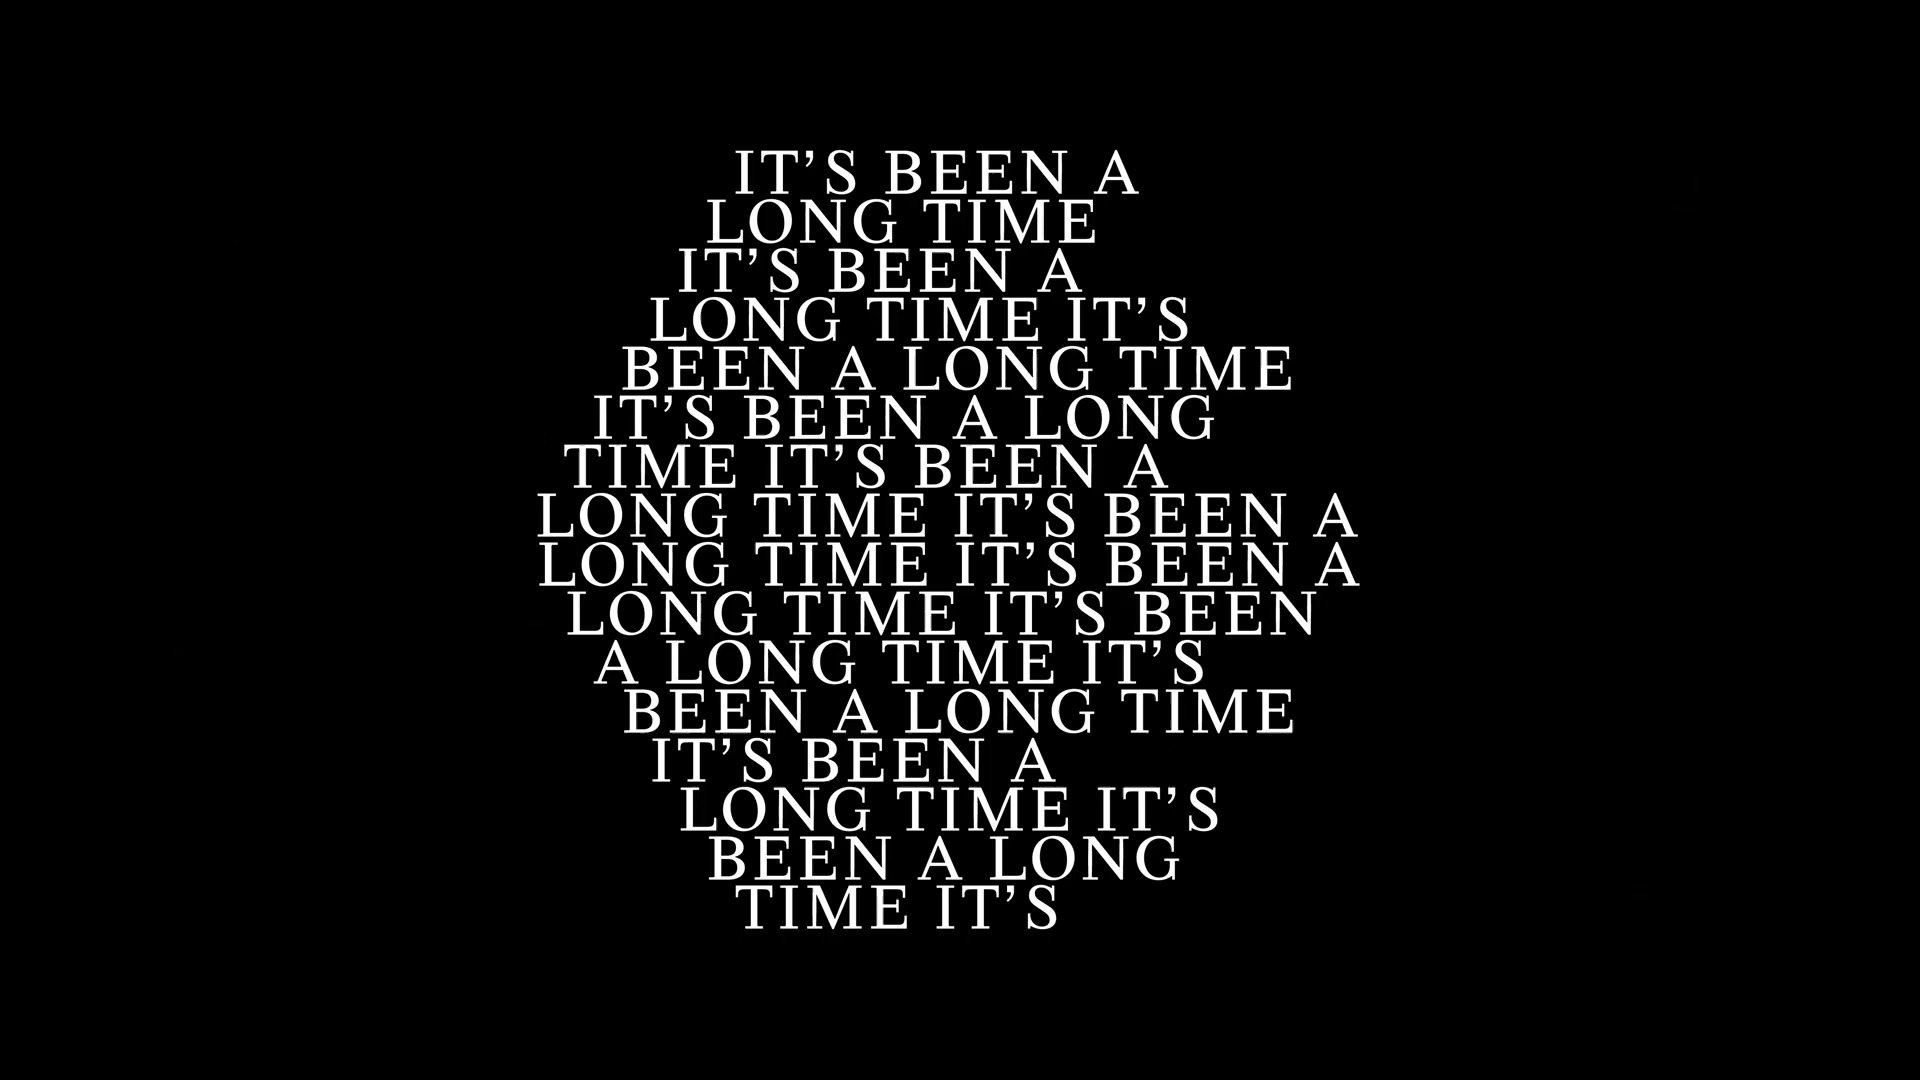 IT’S BEEN A
LONG TIME
IT’S BEEN A
LONG TIME IT’S
BEEN A LONG TIME
IT’S BEEN A LONG
TIME IT’S BEEN A
LONG TIME IT’S BEEN A
LONG TIME IT’S BEEN A
LONG TIME IT’S BEEN
A LONG TIME IT’S
BEEN A LONG TIME
IT’S BEEN A
LONG TIME IT’S
BEEN A LONG
TIME IT’S